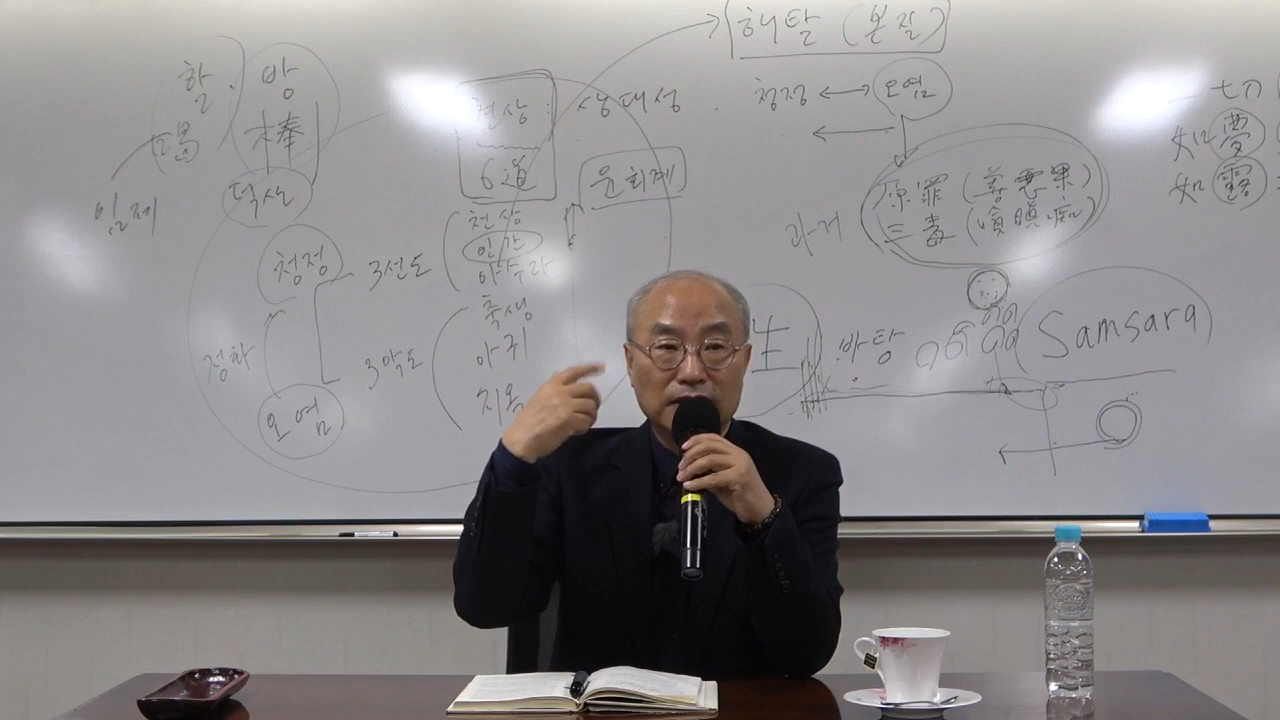 해탈 (본질)
할 · 방
喝 棒
임제
덕산
천상
6道
상대성
윤회계
청정 ↔ 오염
과거
原罪 (善惡果)
三毒 (貪瞋痴)
一切
如夢
如露
청정
정화
오염
3선도
천상
인간
아수라
3악도
축생
아귀
지옥
生
바탕
Samsara